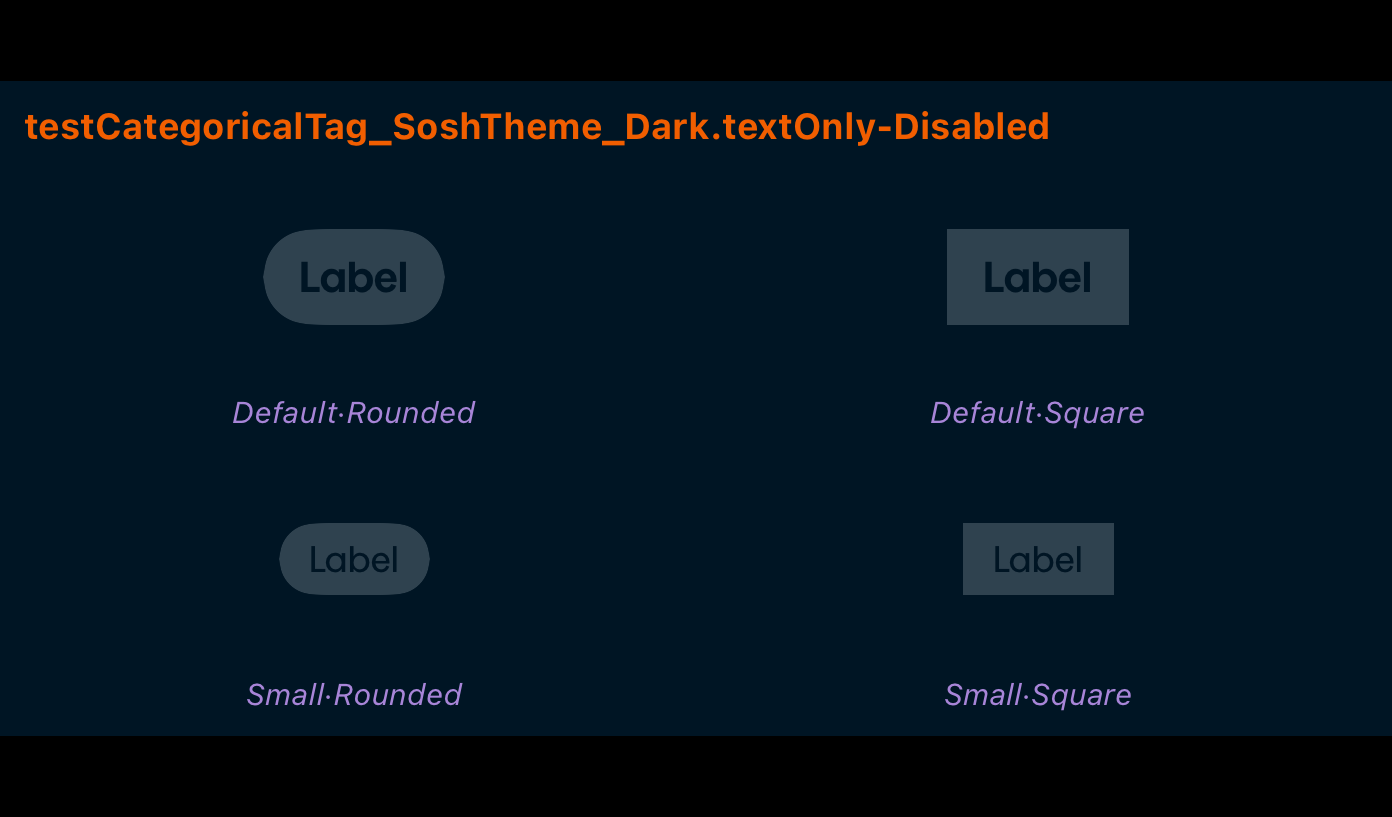 testCategoricalTag_SoshTheme_Dark.textOnly-Disabled
Label
Label
Default·Rounded
Default·Square
Label
Label
Small·Rounded
Small·Square